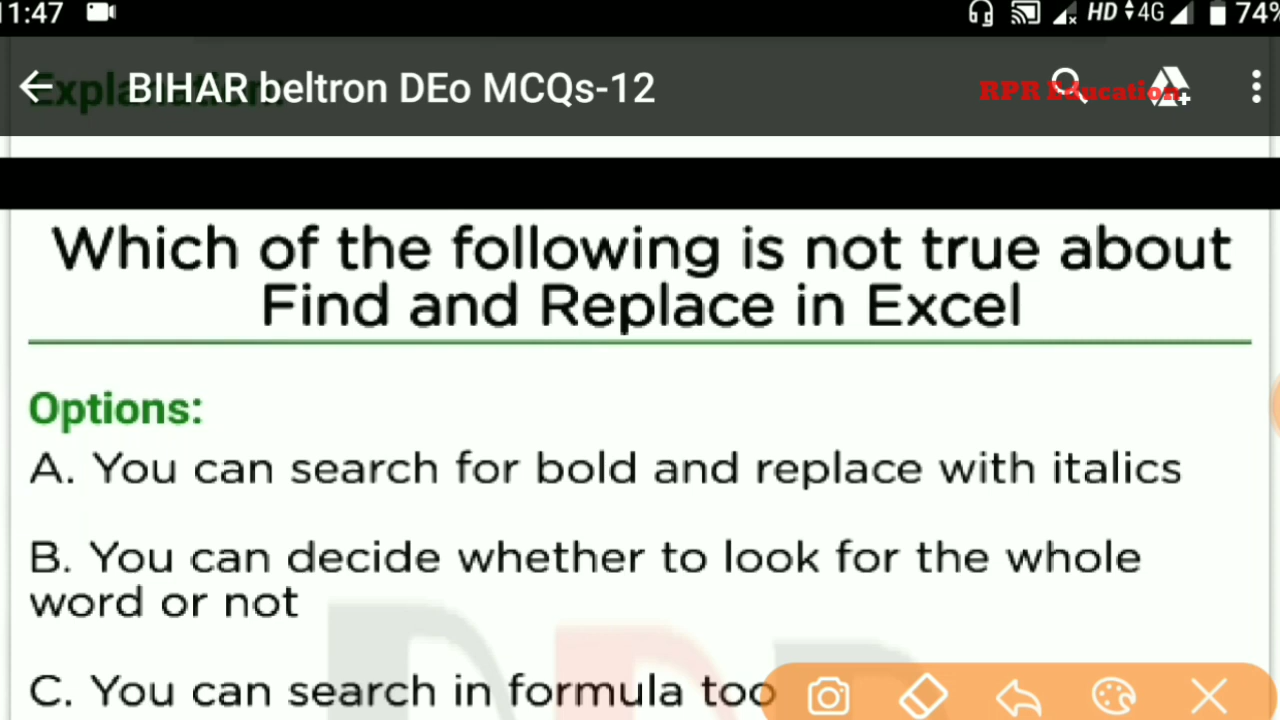 11:47 HD 4G 74%
Explanation:
BIHAR beltron DEo MCQs-12
RPR Education
Which of the following is not true about
Find and Replace in Excel
Options:
A. You can search for bold and replace with italics
B. You can decide whether to look for the whole
word or not
C. You can search in formula too